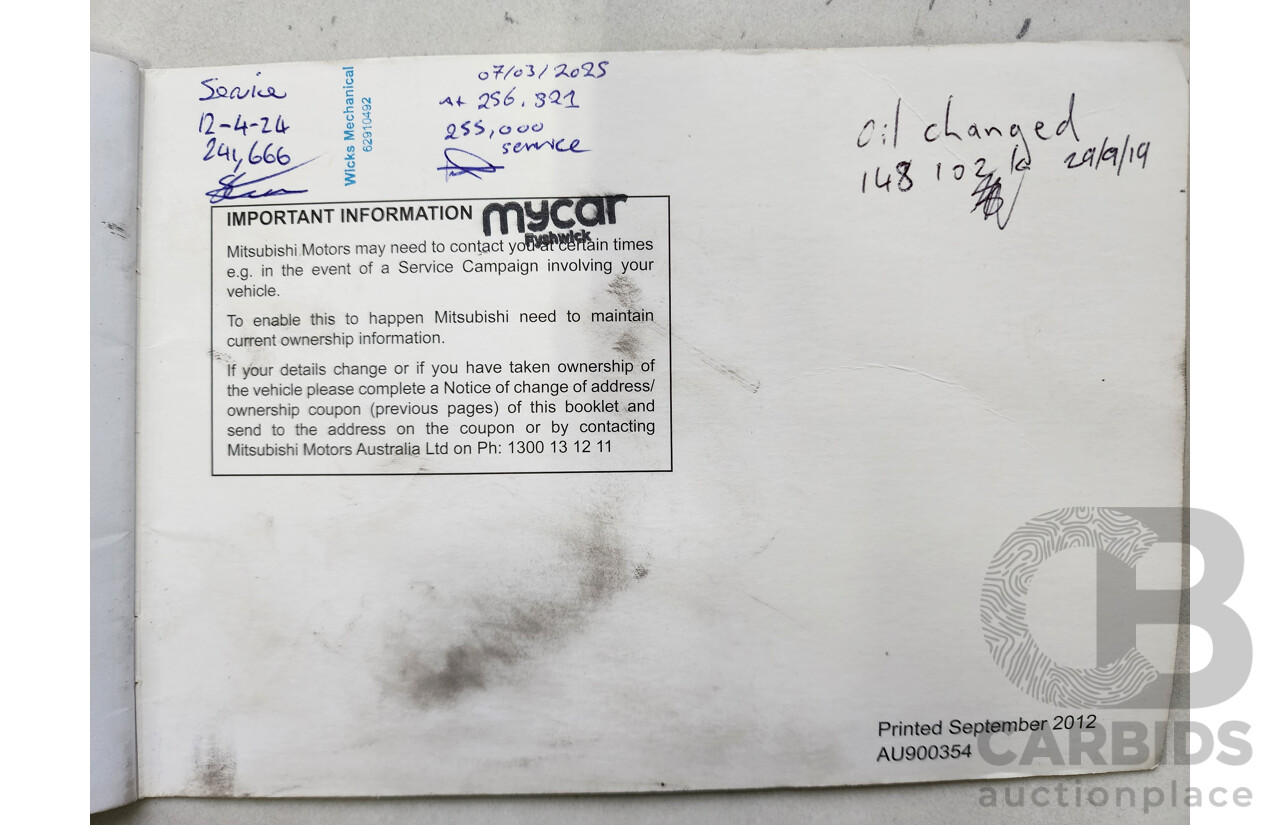 Service
12-4-24
241,666
Wicks Mechanical
62910492
07/03/2025
At 256,321
255,000
service
Oil changed
148 102 k 29/9/19
IMPORTANT INFORMATION
mycar
Fyshwick
Mitsubishi Motors may need to contact you at certain times
e.g. in the event of a Service Campaign involving your
vehicle.
To enable this to happen Mitsubishi need to maintain
current ownership information.
If your details change or if you have taken ownership of
the vehicle please complete a Notice of change of address/
ownership coupon (previous pages) of this booklet and
send to the address on the coupon or by contacting
Mitsubishi Motors Australia Ltd on Ph: 1300 13 12 11
Printed September 2012
AU900354
CB
CARBIDS
auctionplace